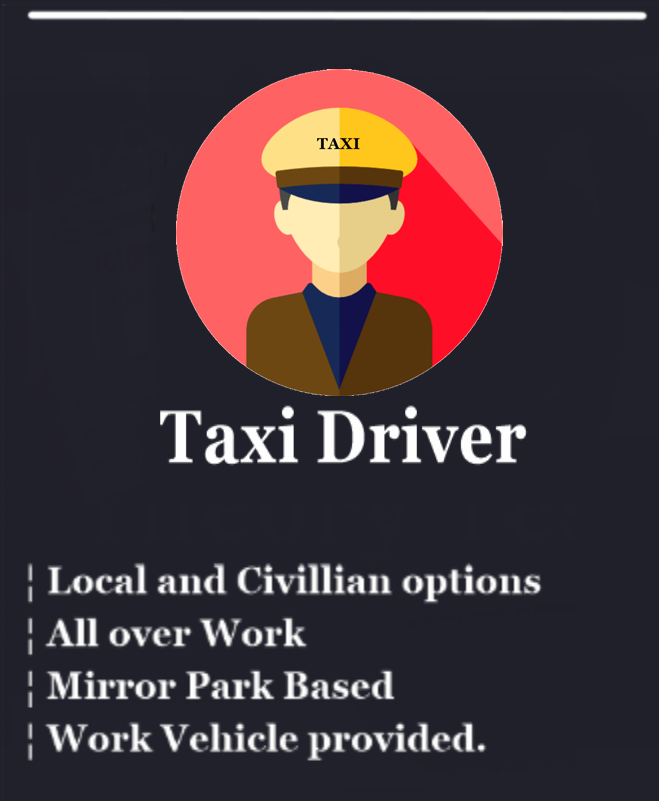 TAXI
Taxi Driver
¦ Local and Civillian options
¦ All over Work
¦ Mirror Park Based
¦ Work Vehicle provided.